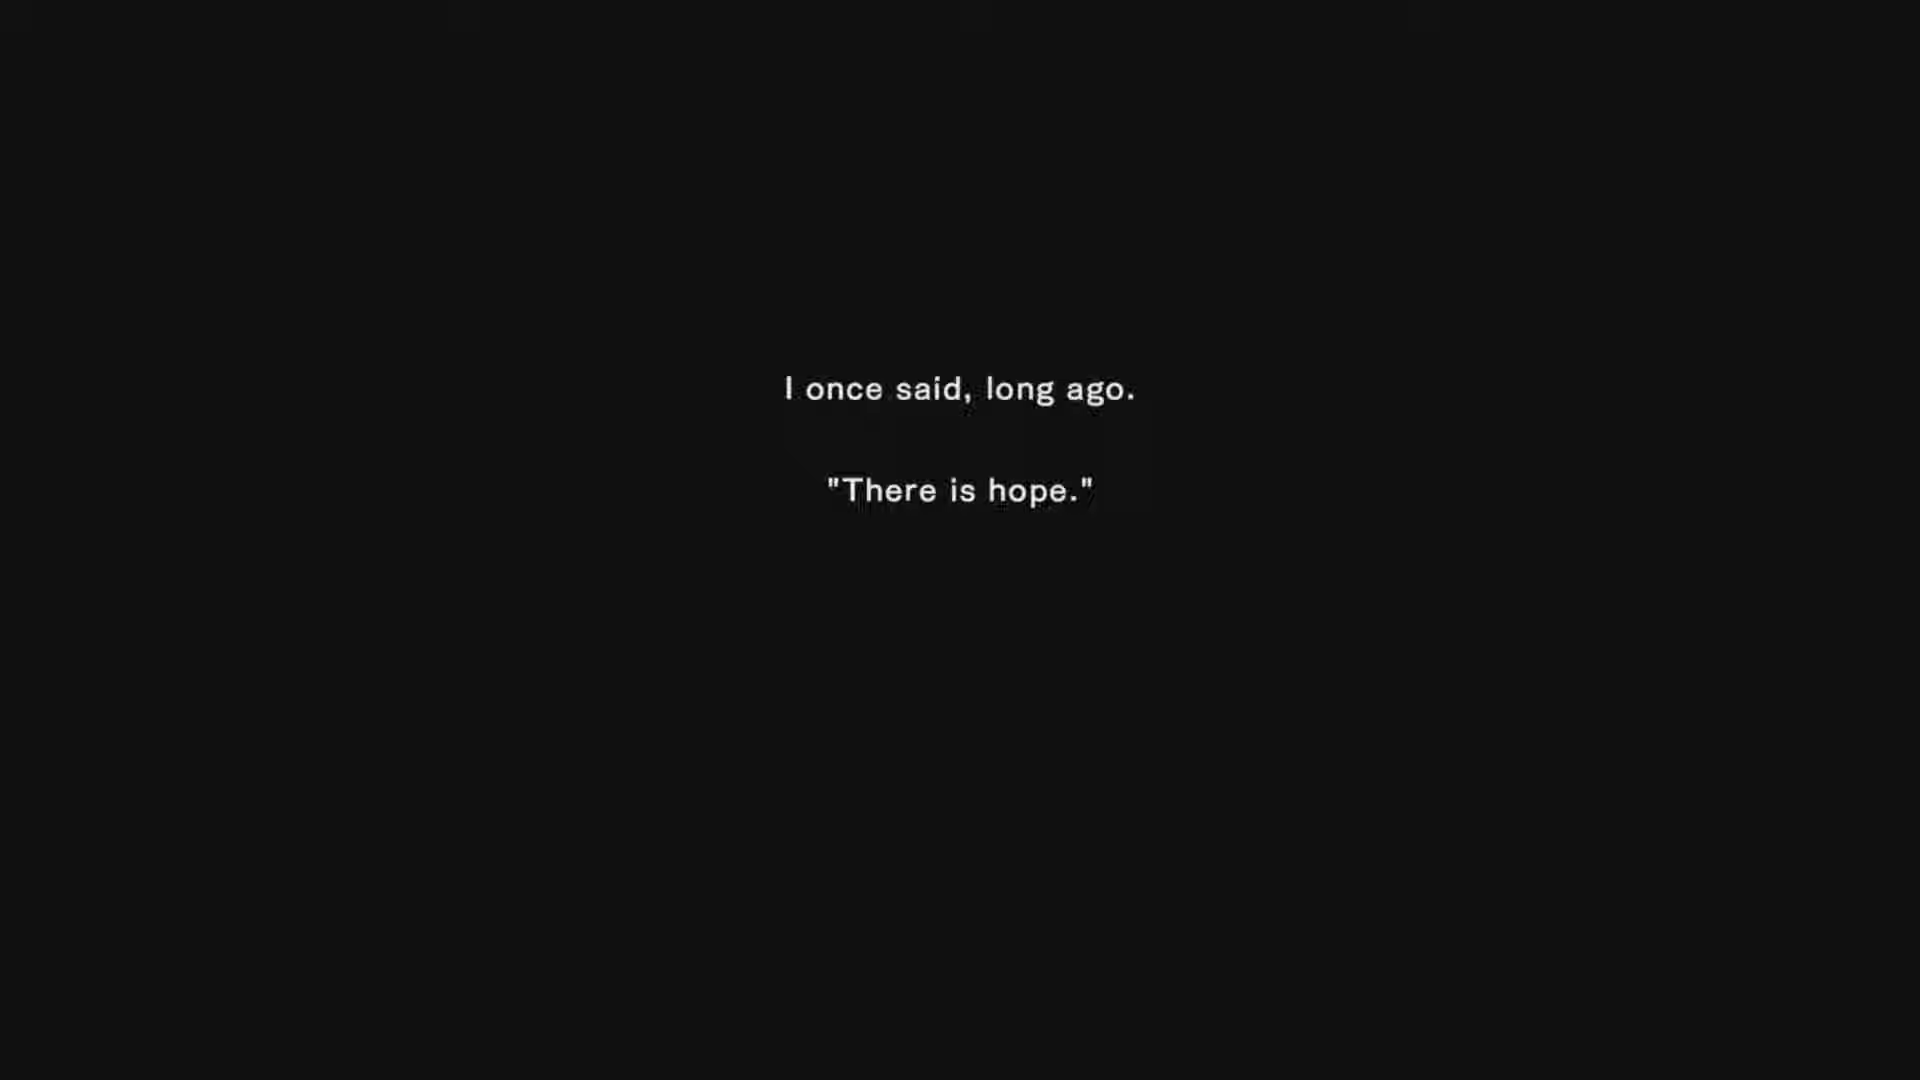 I once said, long ago.
"There is hope."